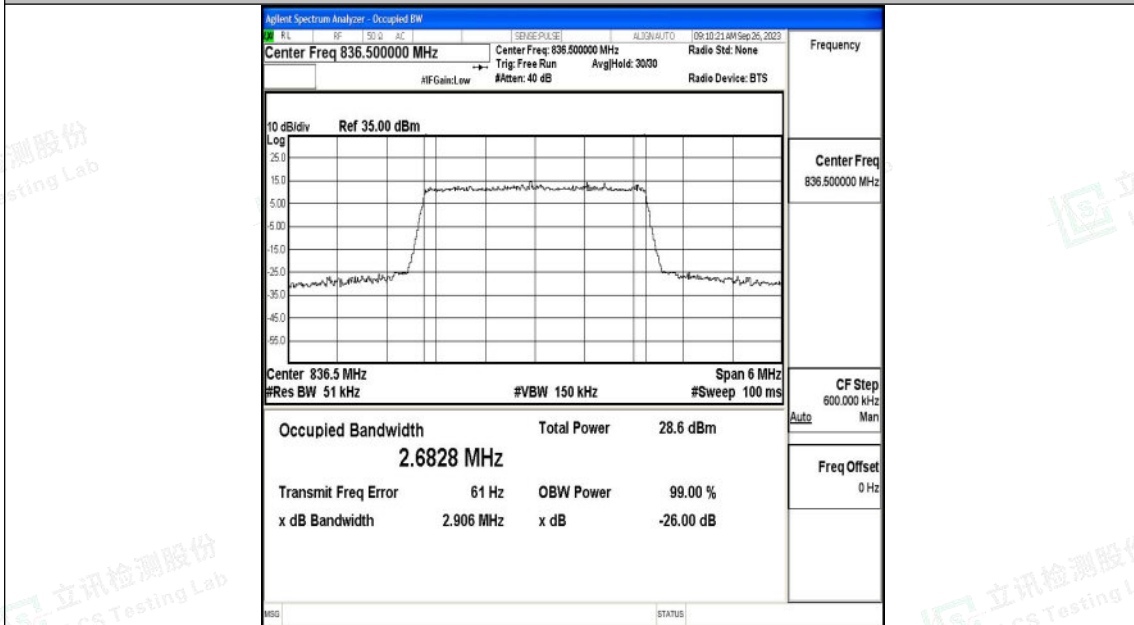 Agilent Spectrum Analyzer - Occupied BW
RL RF 50 Ω AC SENSE:PULSE ALIGNAUTO 09:10:21 AM Sep 26, 2023
Center Freq 836.500000 MHz
Center Freq: 836.500000 MHz
Radio Std: None
Trig: Free Run Avg|Hold: 30/30
#IFGain:Low
#Atten: 40 dB
Radio Device: BTS
10 dB/div Ref 35.00 dBm
Log
25.0
15.0
5.00
-5.00
-15.0
-25.0
-35.0
-45.0
-55.0
Center 836.5 MHz Span 6 MHz
#Res BW 51 kHz #VBW 150 kHz #Sweep 100 ms
Occupied Bandwidth Total Power 28.6 dBm
2.6828 MHz
Transmit Freq Error 61 Hz OBW Power 99.00 %
x dB Bandwidth 2.906 MHz x dB -26.00 dB
MSG STATUS
Frequency
Center Freq
836.500000 MHz
CF Step
600.000 kHz
Auto Man
Freq Offset
0 Hz
测股份
sting Lab
立讯检测股份
CS Testing Lab
立讯检测股份
CS Testing L